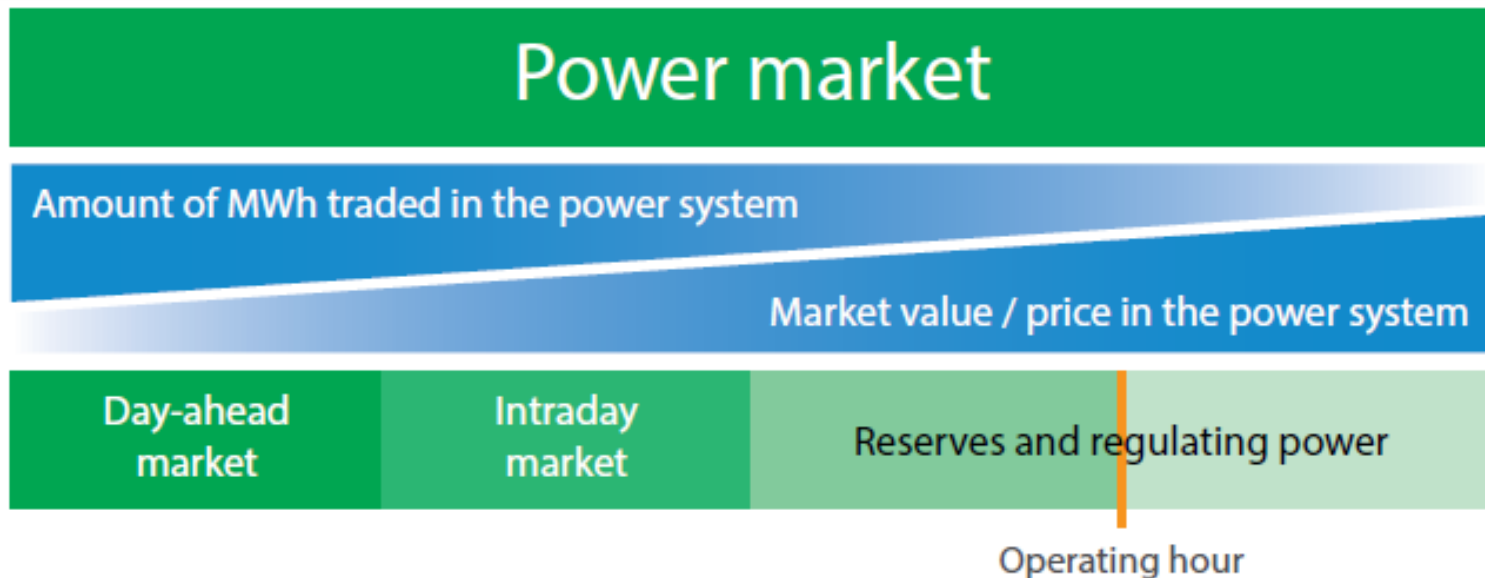 Power market
Amount of MWh traded in the power system
Market value / price in the power system
Day-ahead
market
Intraday
market
Reserves and regulating power
Operating hour